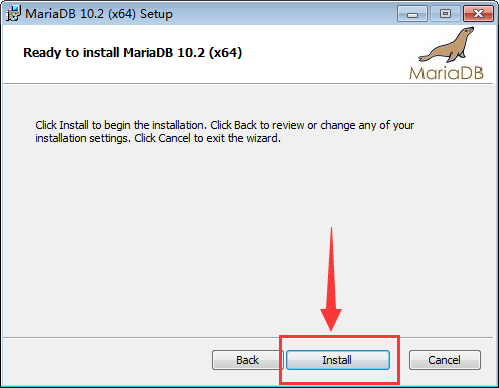 MariaDB 10.2 (x64) Setup
Ready to install MariaDB 10.2 (x64)
MariaDB
Click Install to begin the installation. Click Back to review or change any of your
installation settings. Click Cancel to exit the wizard.
Back
Install
Cancel